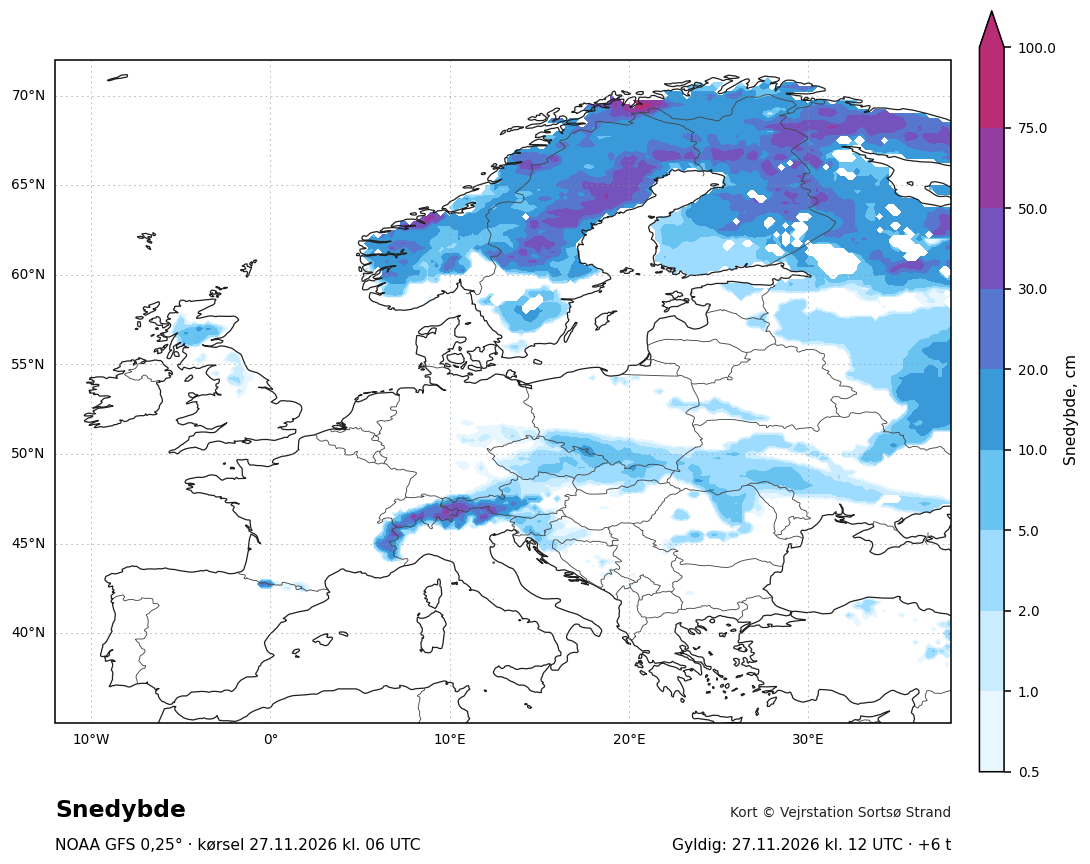 100.0
75.0
50.0
30.0
20.0
10.0
5.0
2.0
1.0
0.5
Snedybde, cm
70°N
65°N
60°N
55°N
50°N
45°N
40°N
10°W
0°
10°E
20°E
30°E
Snedybde
Kort © Vejrstation Sortsø Strand
NOAA GFS 0,25° · kørsel 27.11.2026 kl. 06 UTC
Gyldig: 27.11.2026 kl. 12 UTC · +6 t